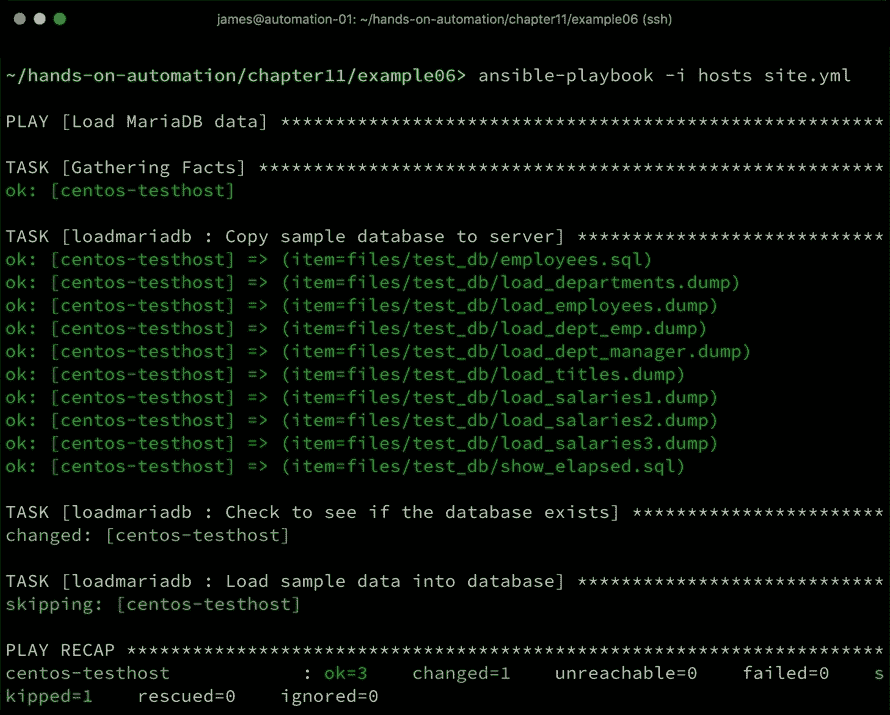 james@automation-01: ~/hands-on-automation/chapter11/example06 (ssh)
~/hands-on-automation/chapter11/example06> ansible-playbook -i hosts site.yml
PLAY [Load MariaDB data] *******************************************************
TASK [Gathering Facts] *********************************************************
ok: [centos-testhost]
TASK [loadmariadb : Copy sample database to server] ****************************
ok: [centos-testhost] => (item=files/test_db/employees.sql)
ok: [centos-testhost] => (item=files/test_db/load_departments.dump)
ok: [centos-testhost] => (item=files/test_db/load_employees.dump)
ok: [centos-testhost] => (item=files/test_db/load_dept_emp.dump)
ok: [centos-testhost] => (item=files/test_db/load_dept_manager.dump)
ok: [centos-testhost] => (item=files/test_db/load_titles.dump)
ok: [centos-testhost] => (item=files/test_db/load_salaries1.dump)
ok: [centos-testhost] => (item=files/test_db/load_salaries2.dump)
ok: [centos-testhost] => (item=files/test_db/load_salaries3.dump)
ok: [centos-testhost] => (item=files/test_db/show_elapsed.sql)
TASK [loadmariadb : Check to see if the database exists] ***********************
changed: [centos-testhost]
TASK [loadmariadb : Load sample data into database] ****************************
skipping: [centos-testhost]
PLAY RECAP *********************************************************************
centos-testhost            : ok=3    changed=1    unreachable=0    failed=0    s
kipped=1    rescued=0    ignored=0